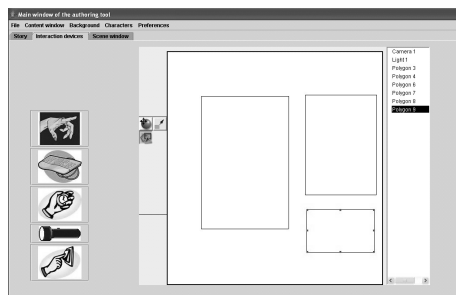 Main window of the authoring tool
File Content window Background Characters Preferences
Story Interaction devices Scene window
Camera 1
Light 1
Polygon 3
Polygon 4
Polygon 6
Polygon 7
Polygon 8
Polygon 9